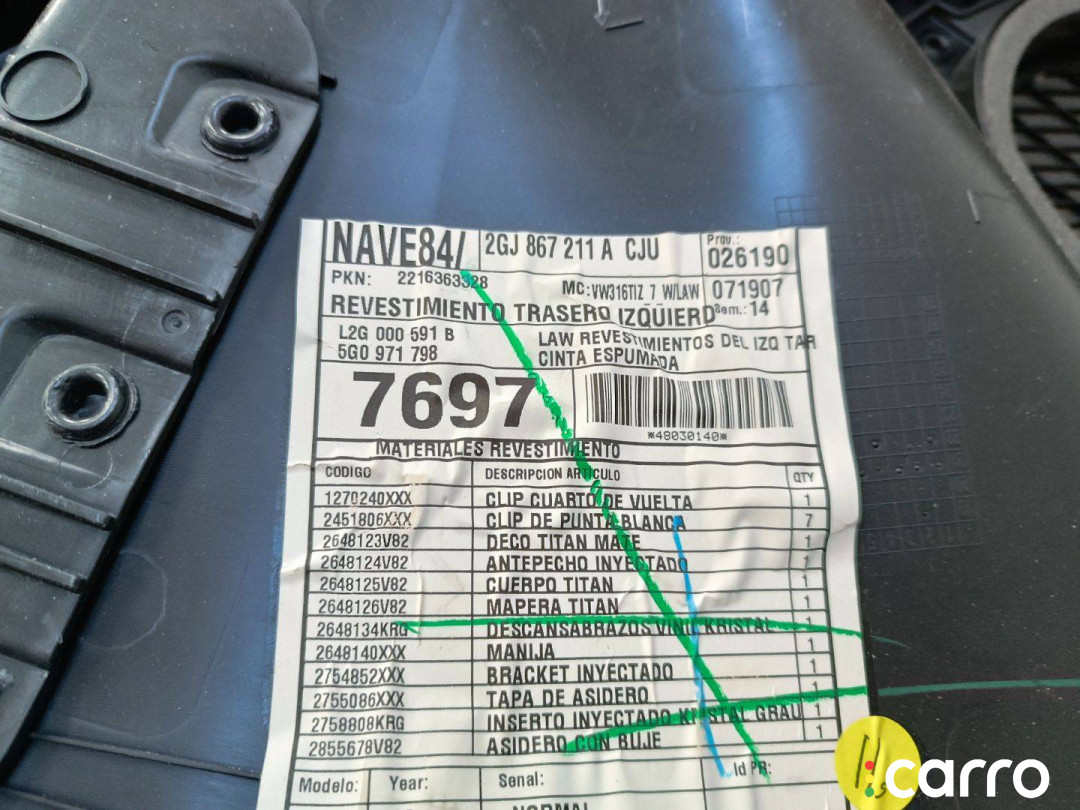 NAVE84/ 2GJ 867 211 A CJU Prov.: 026190
PKN: 2216363328 MC:VW316TIZ 7 W/LAW 071907
REVESTIMIENTO TRASERO IZQUIERD Sem.: 14
L2G 000 591 B LAW REVESTIMIENTOS DEL IZQ TAR
5G0 971 798 CINTA ESPUMADA
7697
*48030140*
MATERIALES REVESTIMIENTO
CODIGO DESCRIPCION ARTICULO QTY
1270240XXX CLIP CUARTO DE VUELTA 1
2451806XXX CLIP DE PUNTA BLANCA 7
2648123V82 DECO TITAN MATE 1
2648124V82 ANTEPECHO INYECTADO 1
2648125V82 CUERPO TITAN 1
2648126V82 MAPERA TITAN 1
2648134KRG DESCANSABRAZOS VINIL KRISTAL 1
2648140XXX MANIJA 1
2754852XXX BRACKET INYECTADO 1
2755086XXX TAPA DE ASIDERO 1
2758808KRG INSERTO INYECTADO KRISTAL GRAU 1
2855678V82 ASIDERO CON BUJE 1
Modelo: Year: Senal: Id PR:
NORMAL
carro